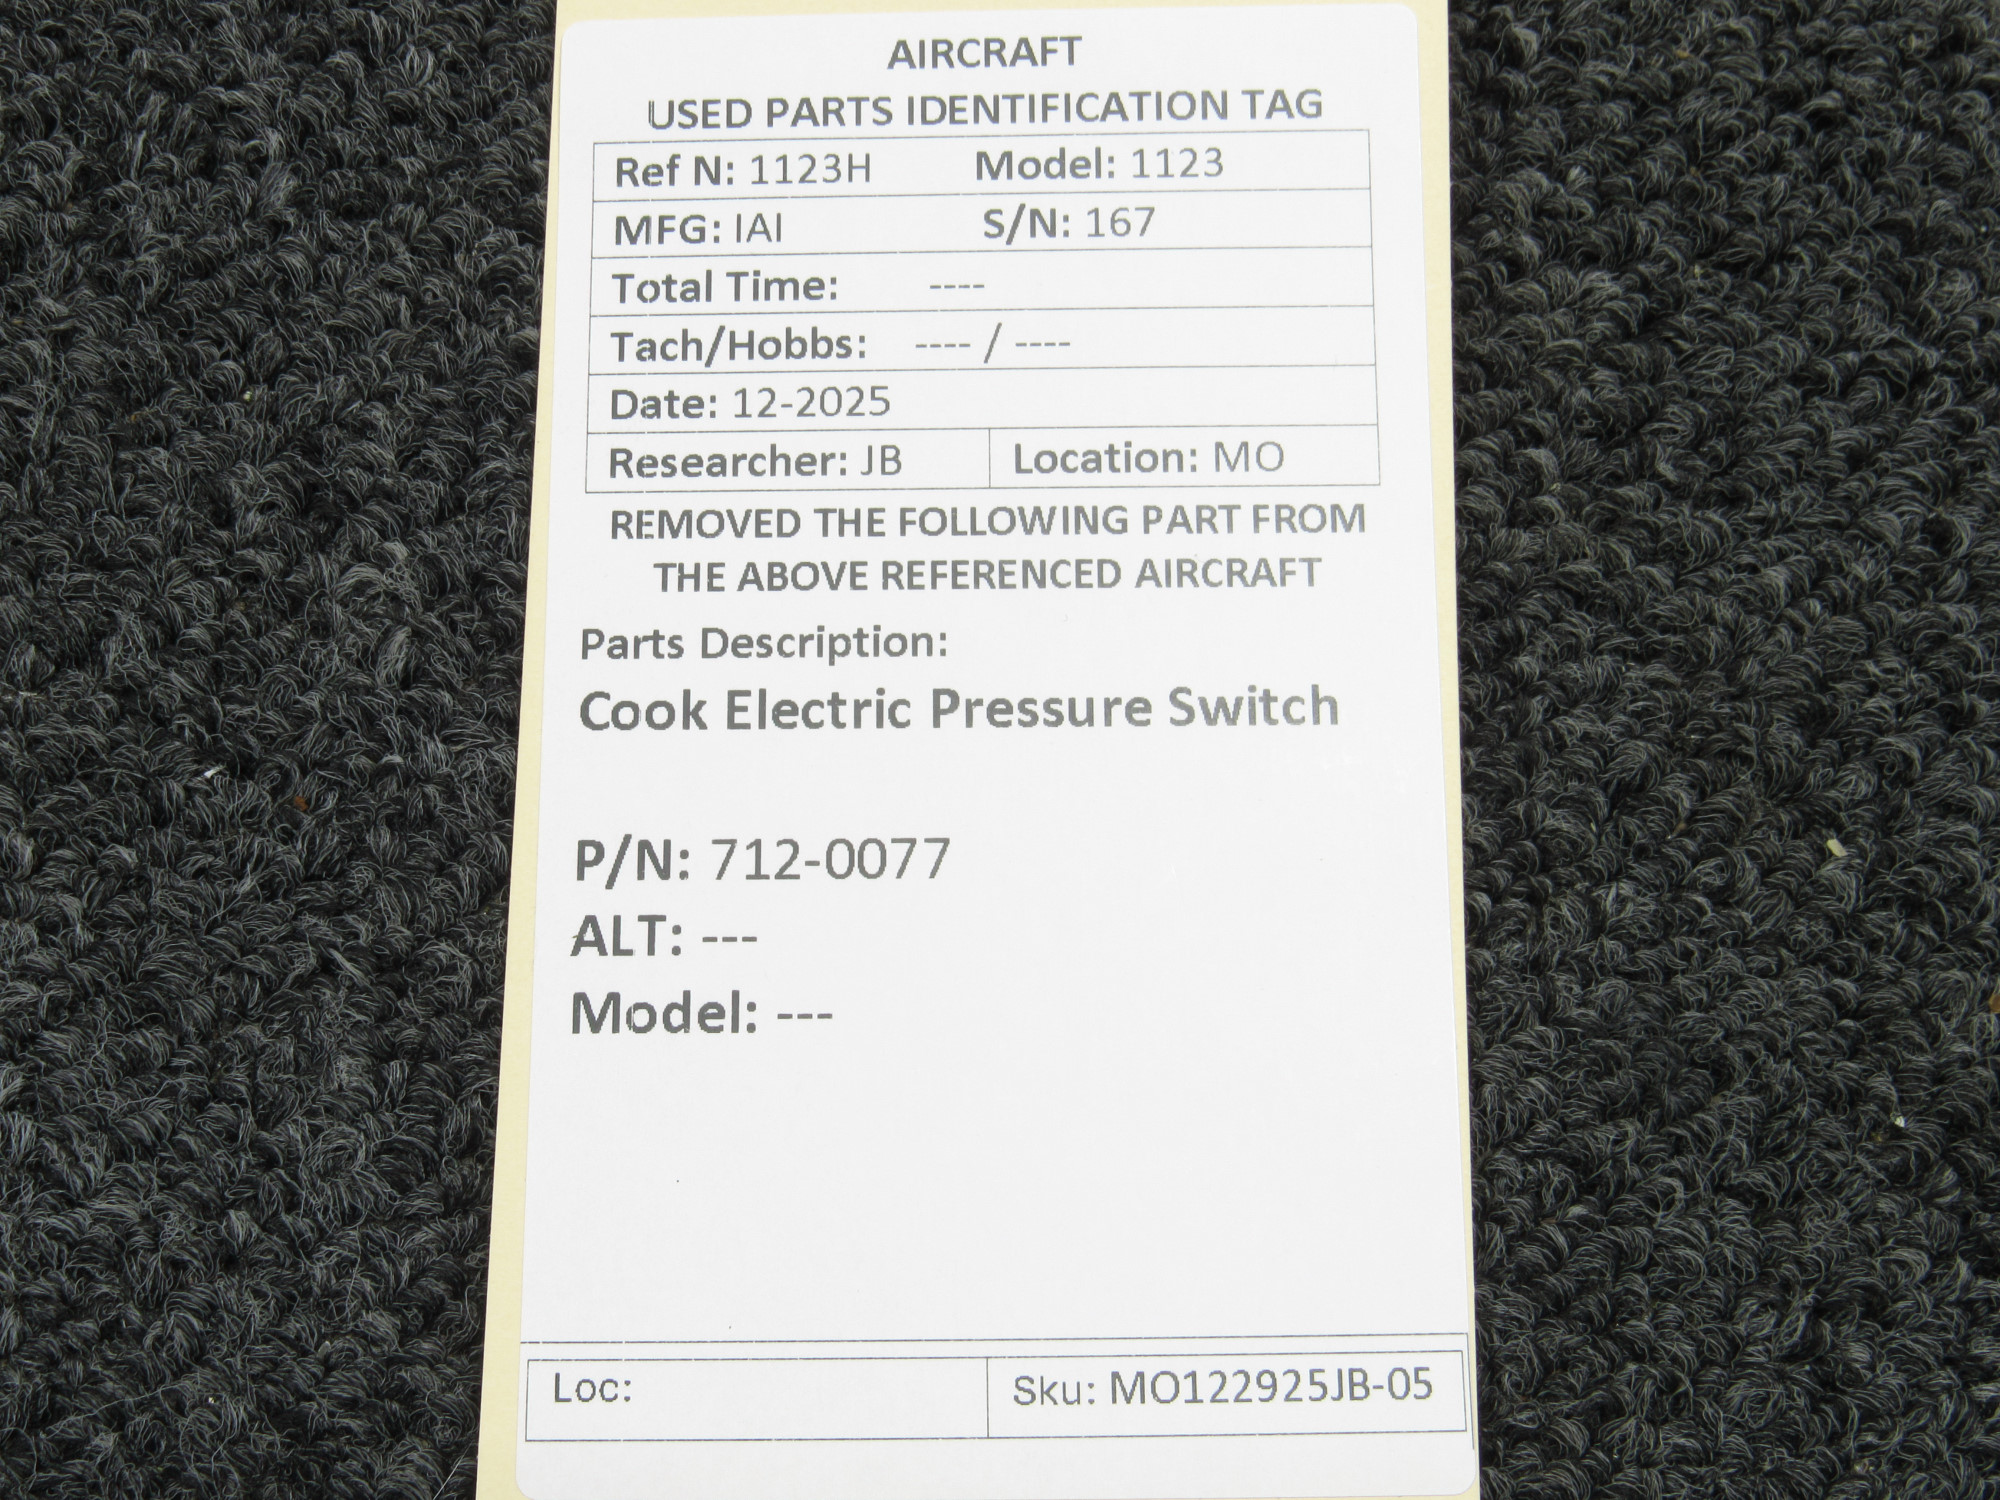 AIRCRAFT
USED PARTS IDENTIFICATION TAG
Ref N: 1123H Model: 1123
MFG: IAI S/N: 167
Total Time: ----
Tach/Hobbs: ---- / ----
Date: 12-2025
Researcher: JB Location: MO
REMOVED THE FOLLOWING PART FROM
THE ABOVE REFERENCED AIRCRAFT
Parts Description:
Cook Electric Pressure Switch
P/N: 712-0077
ALT: ---
Model: ---
Loc: Sku: MO122925JB-05